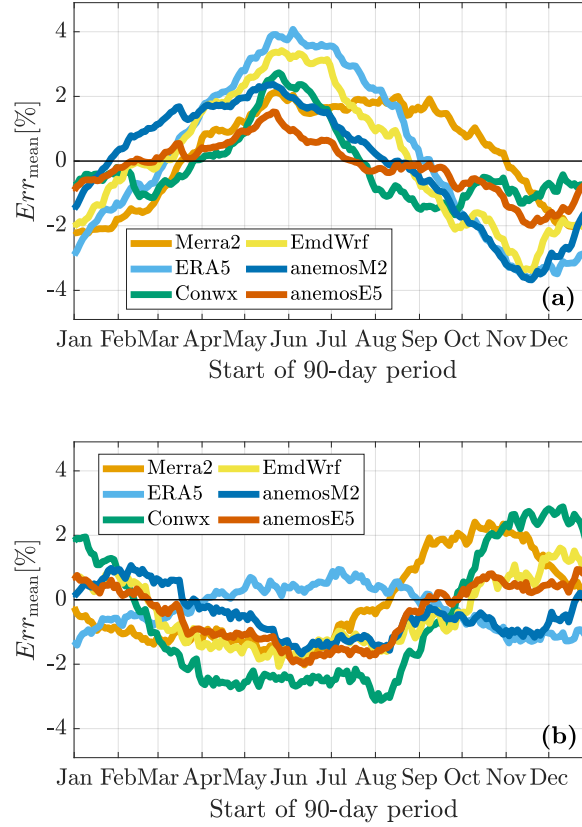 4
2
0
-2
-4
Err_mean[%]
Merra2
ERA5
Conwx
EmdWrf
anemosM2
anemosE5
(a)
Jan Feb Mar Apr May Jun Jul Aug Sep Oct Nov Dec
Start of 90-day period
4
2
0
-2
-4
Err_mean[%]
Merra2
ERA5
Conwx
EmdWrf
anemosM2
anemosE5
(b)
Jan Feb Mar Apr May Jun Jul Aug Sep Oct Nov Dec
Start of 90-day period